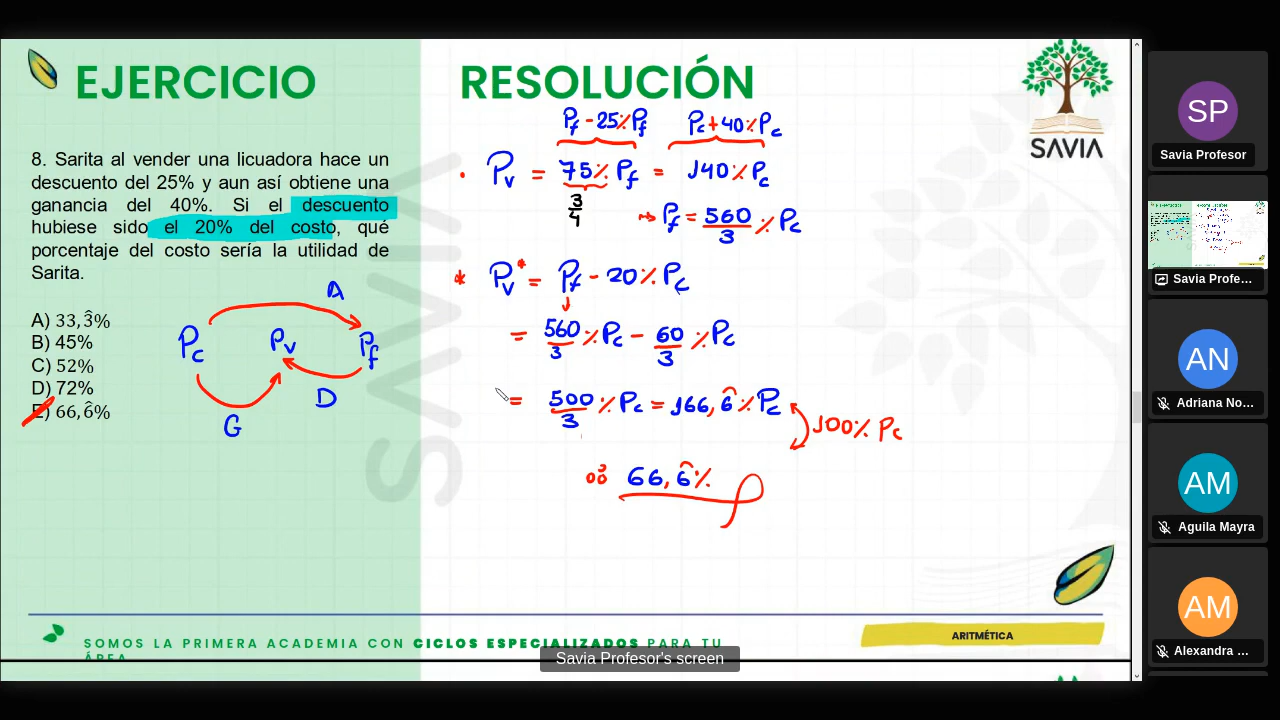 EJERCICIO
RESOLUCIÓN
SAVIA
8. Sarita al vender una licuadora hace un
descuento del 25% y aun así obtiene una
ganancia del 40%. Si el descuento
hubiese sido el 20% del costo, qué
porcentaje del costo sería la utilidad de
Sarita.
A) 33,3̂%
B) 45%
C) 52%
D) 72%
E) 66,6̂%
A
Pc Pv Pf
D
G
Pf - 25% Pf Pc + 40% Pc
• Pv = 75% Pf = 140% Pc
3/4 → Pf = 560/3 % Pc
* Pv* = Pf - 20% Pc
= 560/3 % Pc - 60/3 % Pc
= 500/3 % Pc = 166,6̂% Pc
100% Pc
∴ 66,6̂%
SAVIA
SOMOS LA PRIMERA ACADEMIA CON CICLOS ESPECIALIZADOS PARA TU
ÁREA
ARITMÉTICA
Savia Profesor's screen
SP
Savia Profesor
Savia Profe...
AN
Adriana No...
AM
Aguila Mayra
AM
Alexandra ...